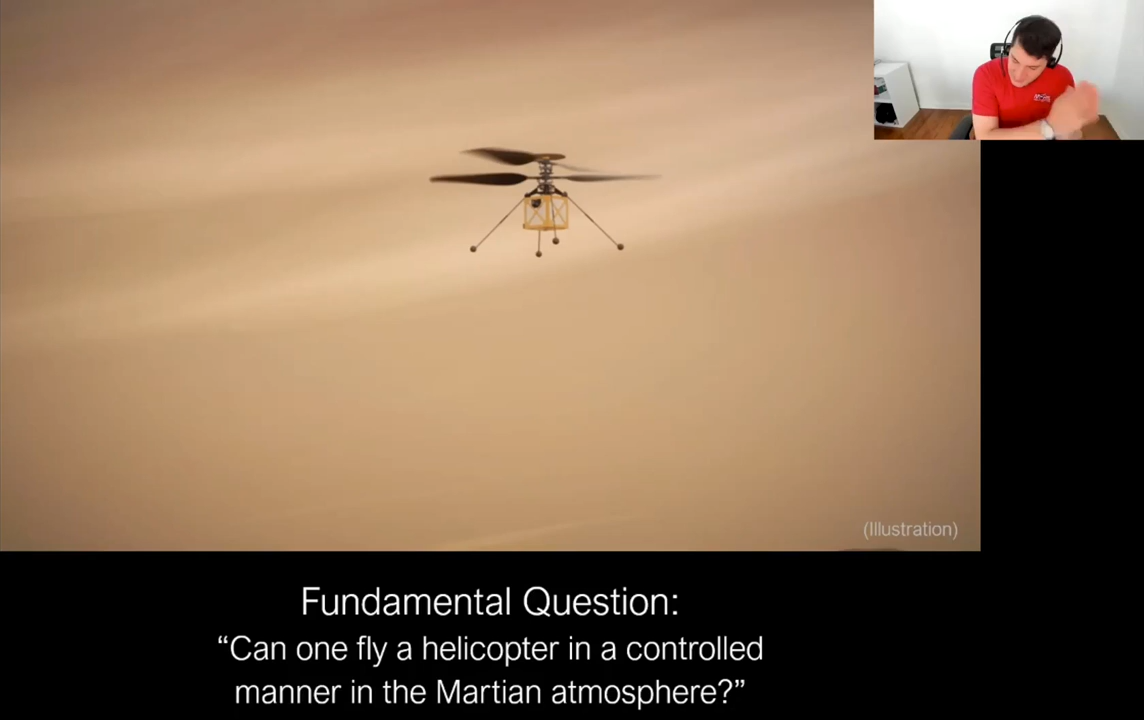 (Illustration)
Fundamental Question:
“Can one fly a helicopter in a controlled
manner in the Martian atmosphere?”